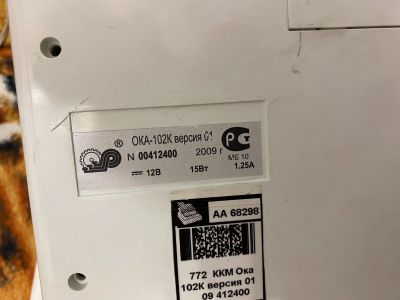 ® ОКА-102К версия 01
N 00412400 2009 г
МЕ 10
12В 15Вт 1.25А
АА 68298
772 ККМ Ока
102К версия 01
09 412400